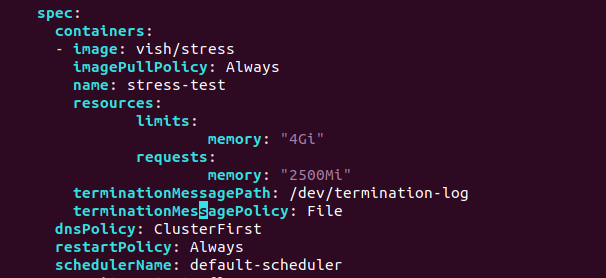 spec:
  containers:
  - image: vish/stress
    imagePullPolicy: Always
    name: stress-test
    resources:
           limits:
                   memory: "4Gi"
           requests:
                   memory: "2500Mi"
    terminationMessagePath: /dev/termination-log
    terminationMessagePolicy: File
  dnsPolicy: ClusterFirst
  restartPolicy: Always
  schedulerName: default-scheduler